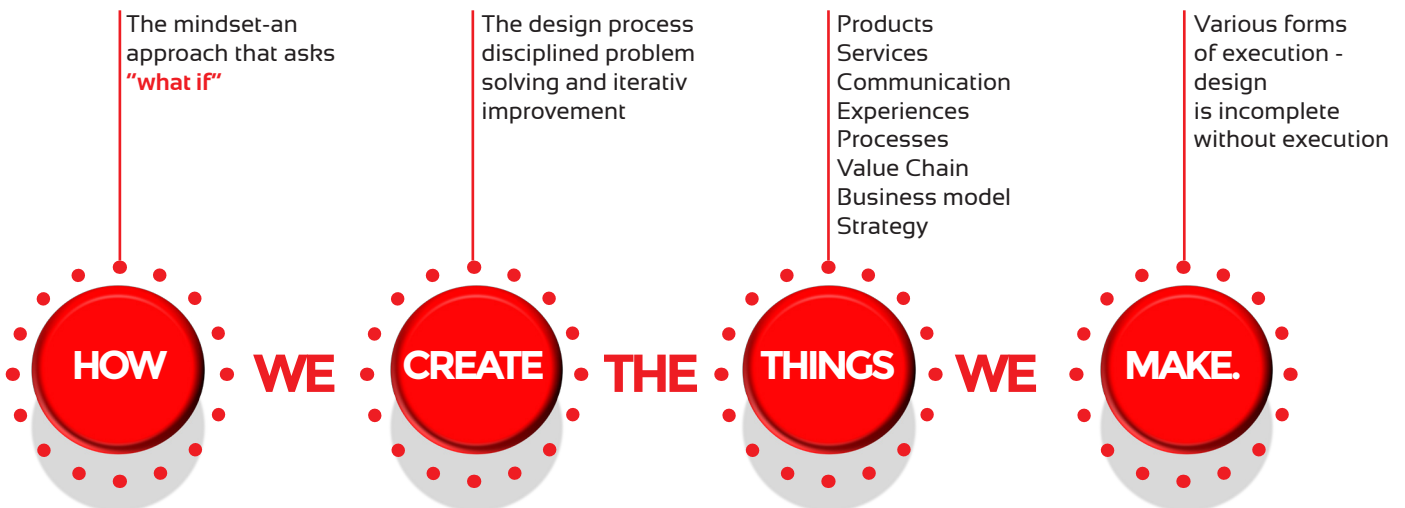 The mindset-an
approach that asks
"what if"
The design process
disciplined problem
solving and iterativ
improvement
Products
Services
Communication
Experiences
Processes
Value Chain
Business model
Strategy
Various forms
of execution -
design
is incomplete
without execution
HOW WE CREATE THE THINGS WE MAKE.